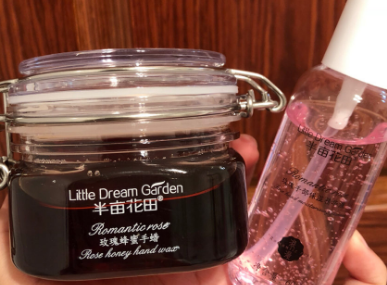 Little Dream Garden
半亩花田®
Romantic rose
玫瑰蜂蜜手蜡
Rose honey hand wax
半亩花田
Romantic